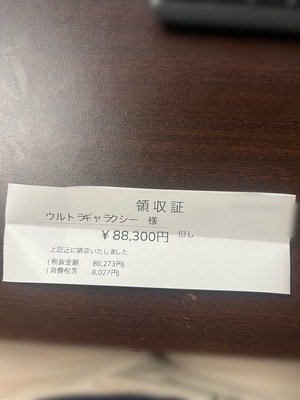 領収証
ウルトラギャラクシー 様
¥88,300円 但し
上記正に領収いたしました
(税抜金額 80,273円)
(消費税等 8,027円)